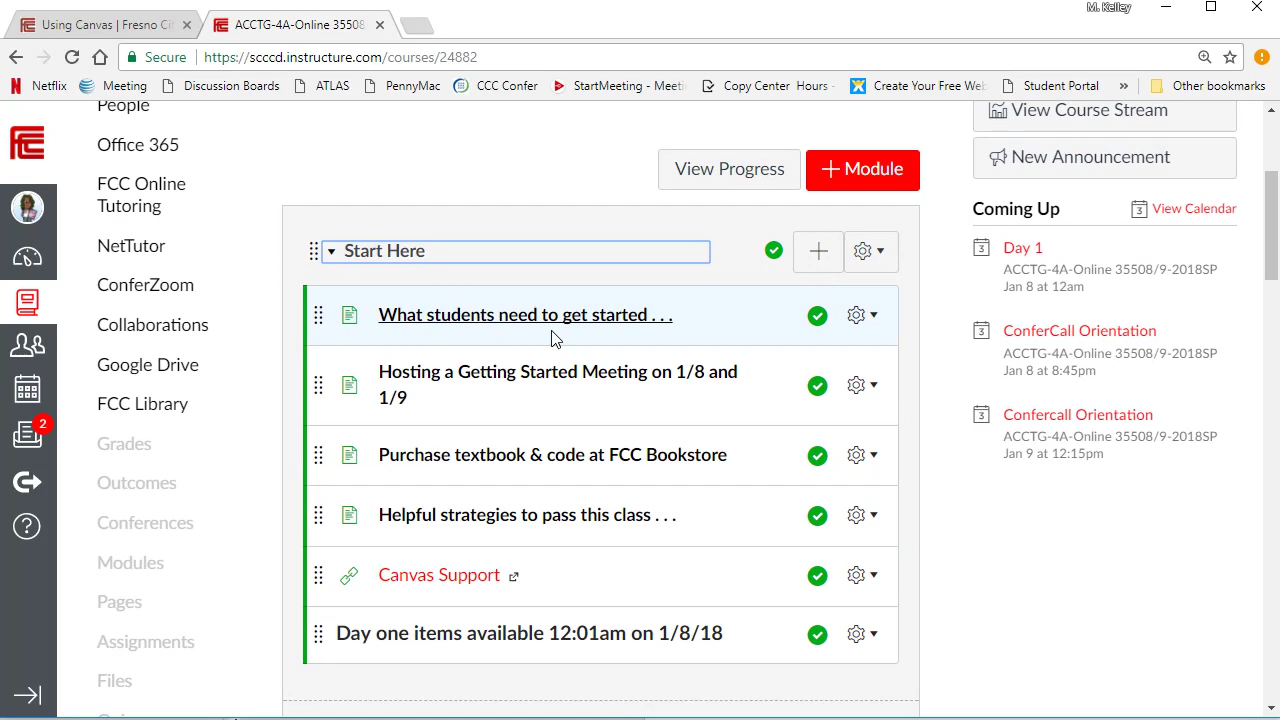 M. Kelley
Using Canvas | Fresno Ci
ACCTG-4A-Online 35508
Secure
https://scccd.instructure.com/courses/24882
Netflix
Meeting
Discussion Boards
ATLAS
PennyMac
CCC Confer
StartMeeting - Meeti
Copy Center Hours -
Create Your Free Web
Student Portal
»
Other bookmarks
People
Office 365
FCC Online
Tutoring
NetTutor
ConferZoom
Collaborations
Google Drive
FCC Library
Grades
Outcomes
Conferences
Modules
Pages
Assignments
Files
2
View Progress
+ Module
Start Here
What students need to get started . . .
Hosting a Getting Started Meeting on 1/8 and
1/9
Purchase textbook & code at FCC Bookstore
Helpful strategies to pass this class . . .
Canvas Support
Day one items available 12:01am on 1/8/18
View Course Stream
New Announcement
Coming Up
3
View Calendar
3
Day 1
ACCTG-4A-Online 35508/9-2018SP
Jan 8 at 12am
3
ConferCall Orientation
ACCTG-4A-Online 35508/9-2018SP
Jan 8 at 8:45pm
3
Confercall Orientation
ACCTG-4A-Online 35508/9-2018SP
Jan 9 at 12:15pm